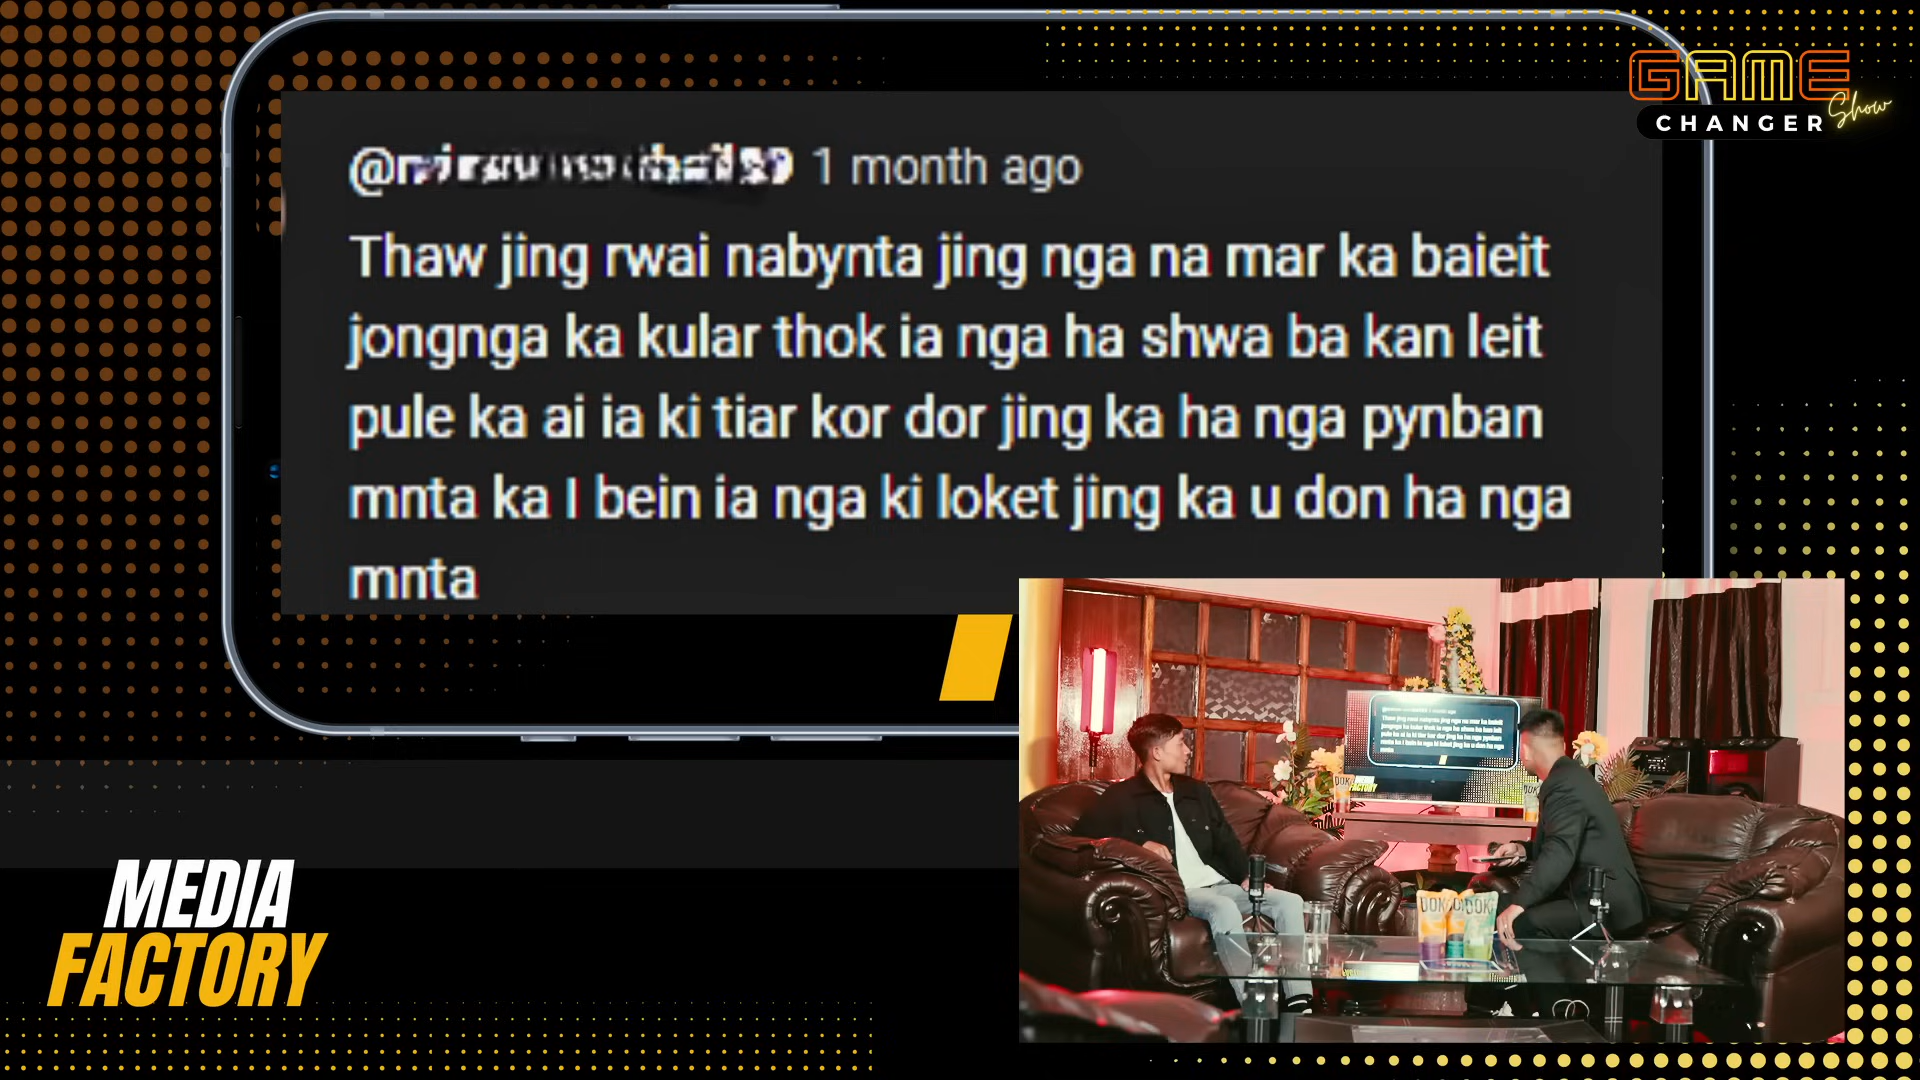 GAME
CHANGER Show
1 month ago
Thaw jing rwai nabynta jing nga na mar ka baieit
jongnga ka kular thok ia nga ha shwa ba kan leit
pule ka ai ia ki tiar kor dor jing ka ha nga pynban
mnta ka I bein ia nga ki loket jing ka u don ha nga
mnta
MEDIA
FACTORY